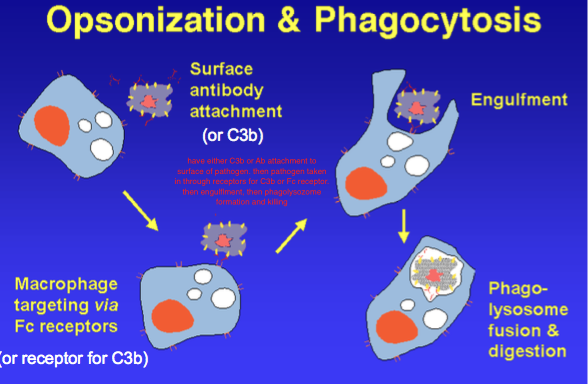 Opsonization & Phagocytosis
Surface
antibody
attachment
(or C3b)
Engulfment
have either C3b or Ab attachment to
surface of pathogen. then pathogen taken
in through receptors for C3b or Fc receptor.
then engulfment, then phagolysozome
formation and killing
Macrophage
targeting via
Fc receptors
(or receptor for C3b)
Phago-
lysosome
fusion &
digestion